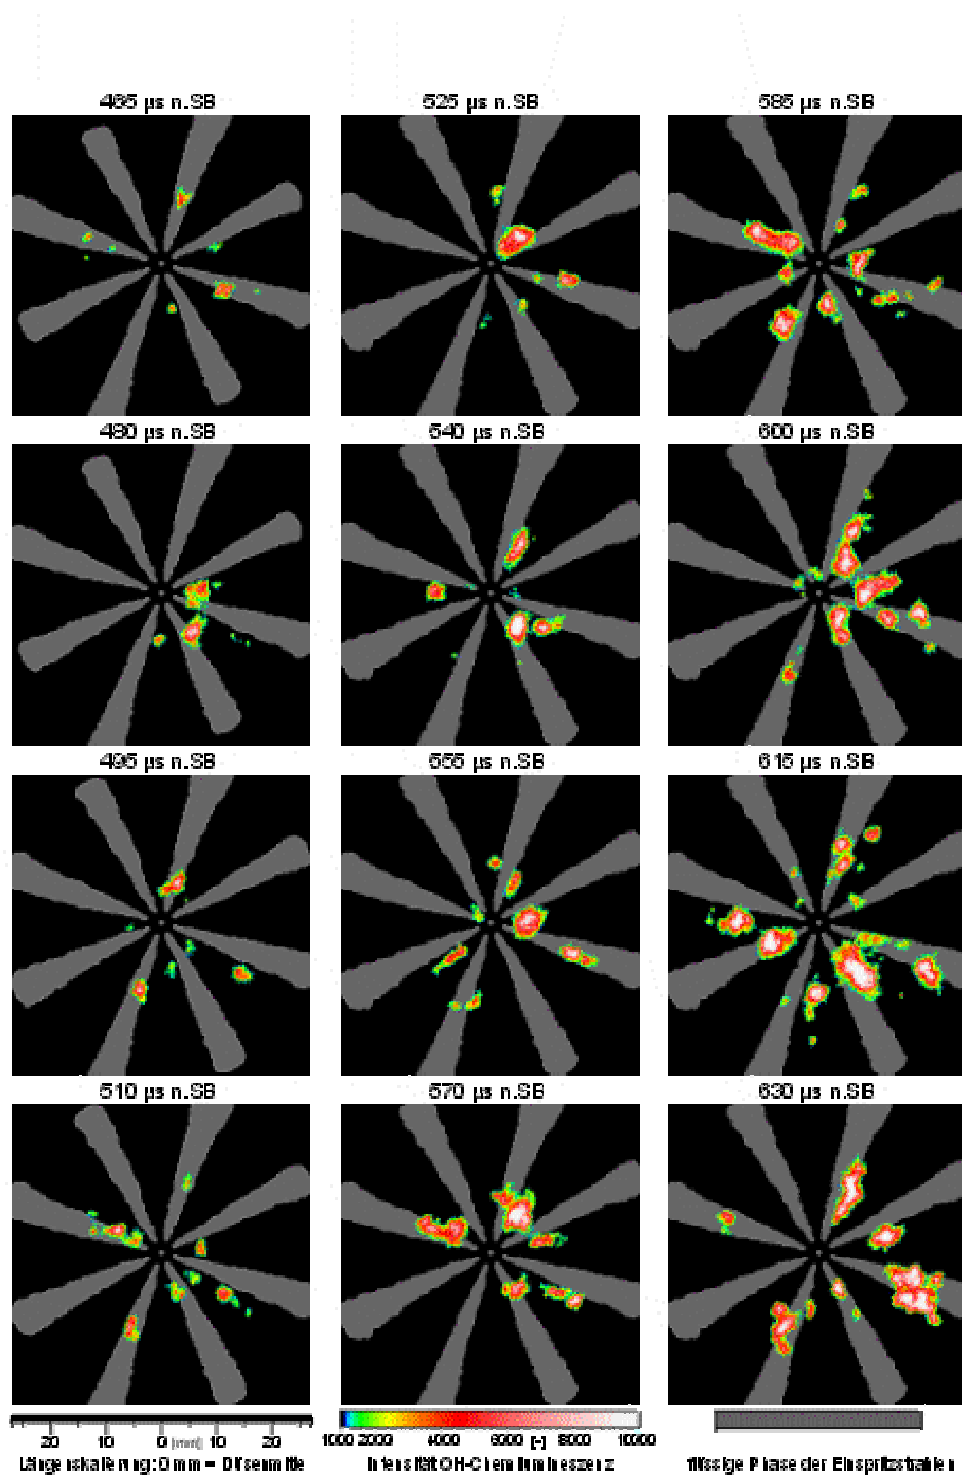 465 µs n.SB 525 µs n.SB 585 µs n.SB
480 µs n.SB 540 µs n.SB 600 µs n.SB
495 µs n.SB 555 µs n.SB 615 µs n.SB
510 µs n.SB 570 µs n.SB 630 µs n.SB
20 10 0 [mm] 10 20
Längenskalierung: 0 mm = Düsenmitte
1000 2000 4000 6000 [-] 8000 10000
Intensität OH-Chemilumineszenz
flüssige Phase der Einspritzstrahlen